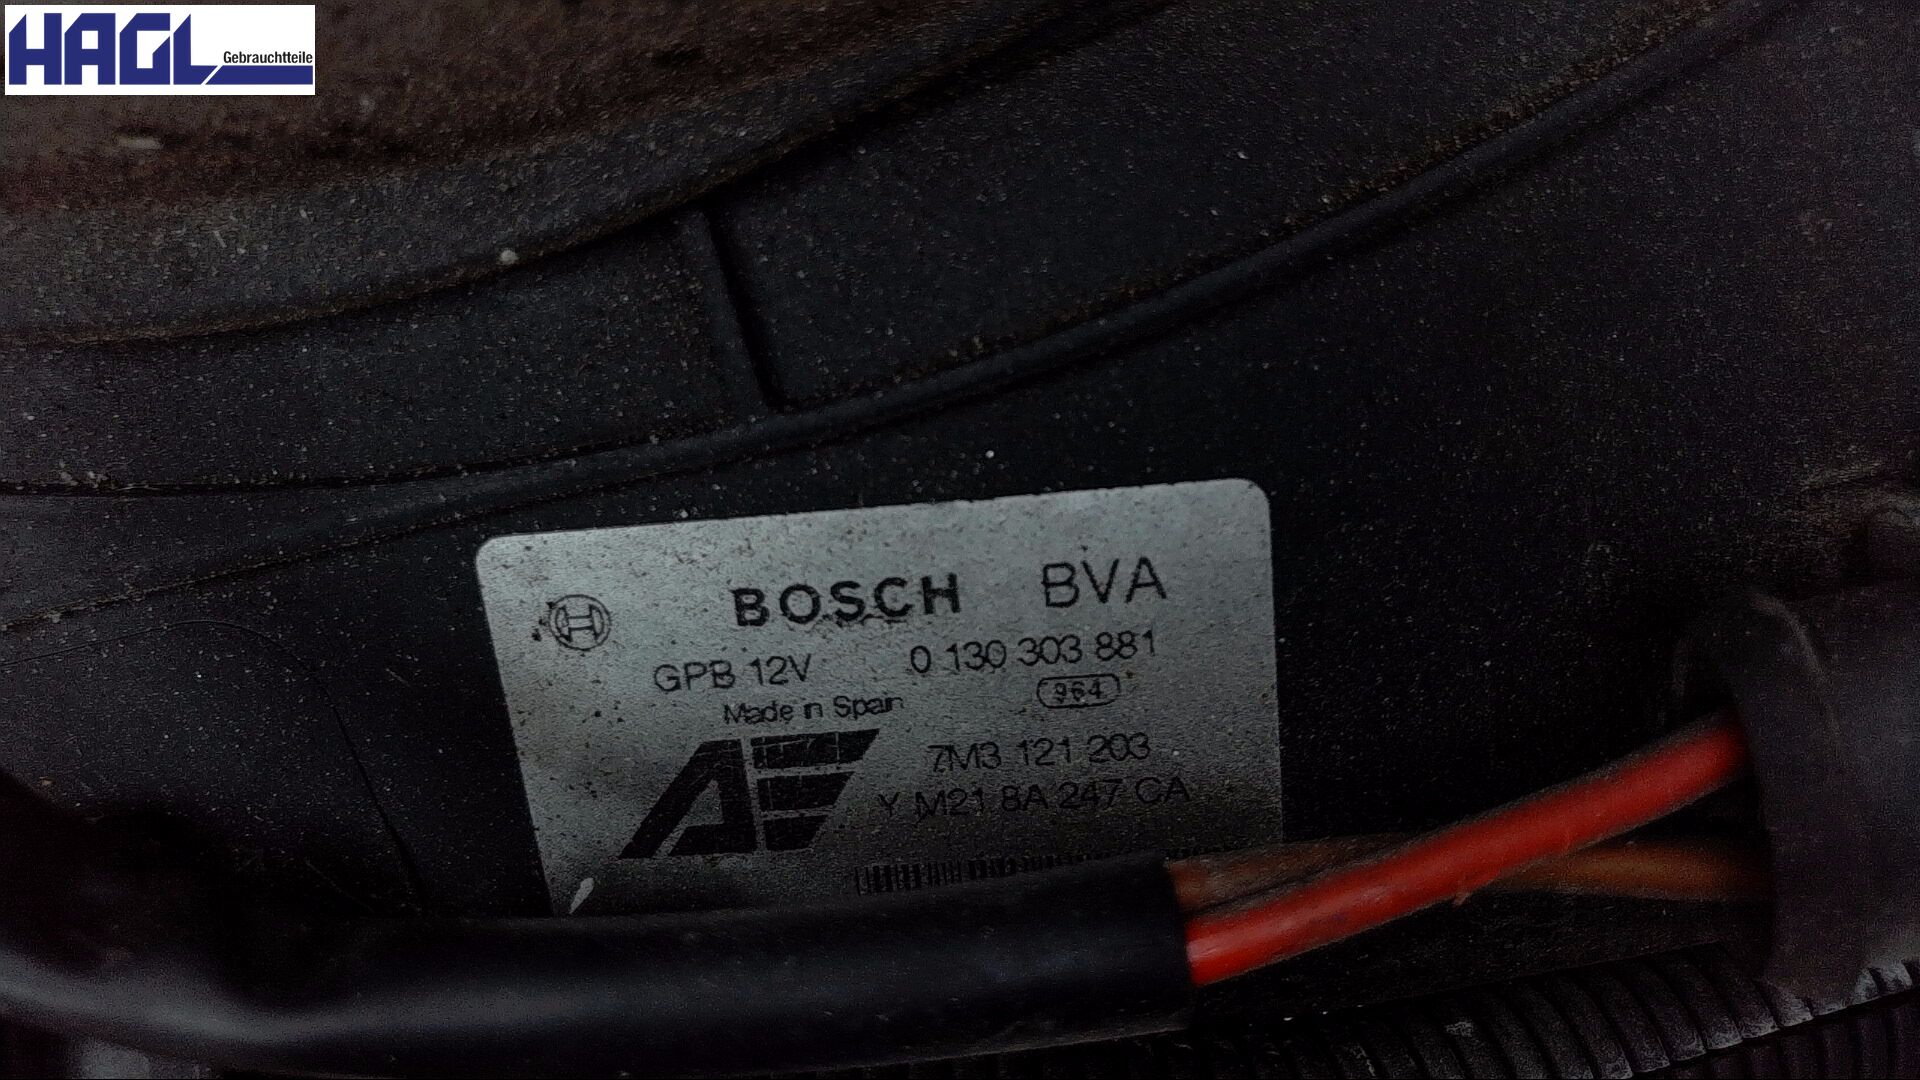 HAGL
Gebrauchtteile
BOSCH BVA
GPB 12V 0 130 303 881
Made in Spain 964
7M3 121 203
Y M21 8A 247 CA